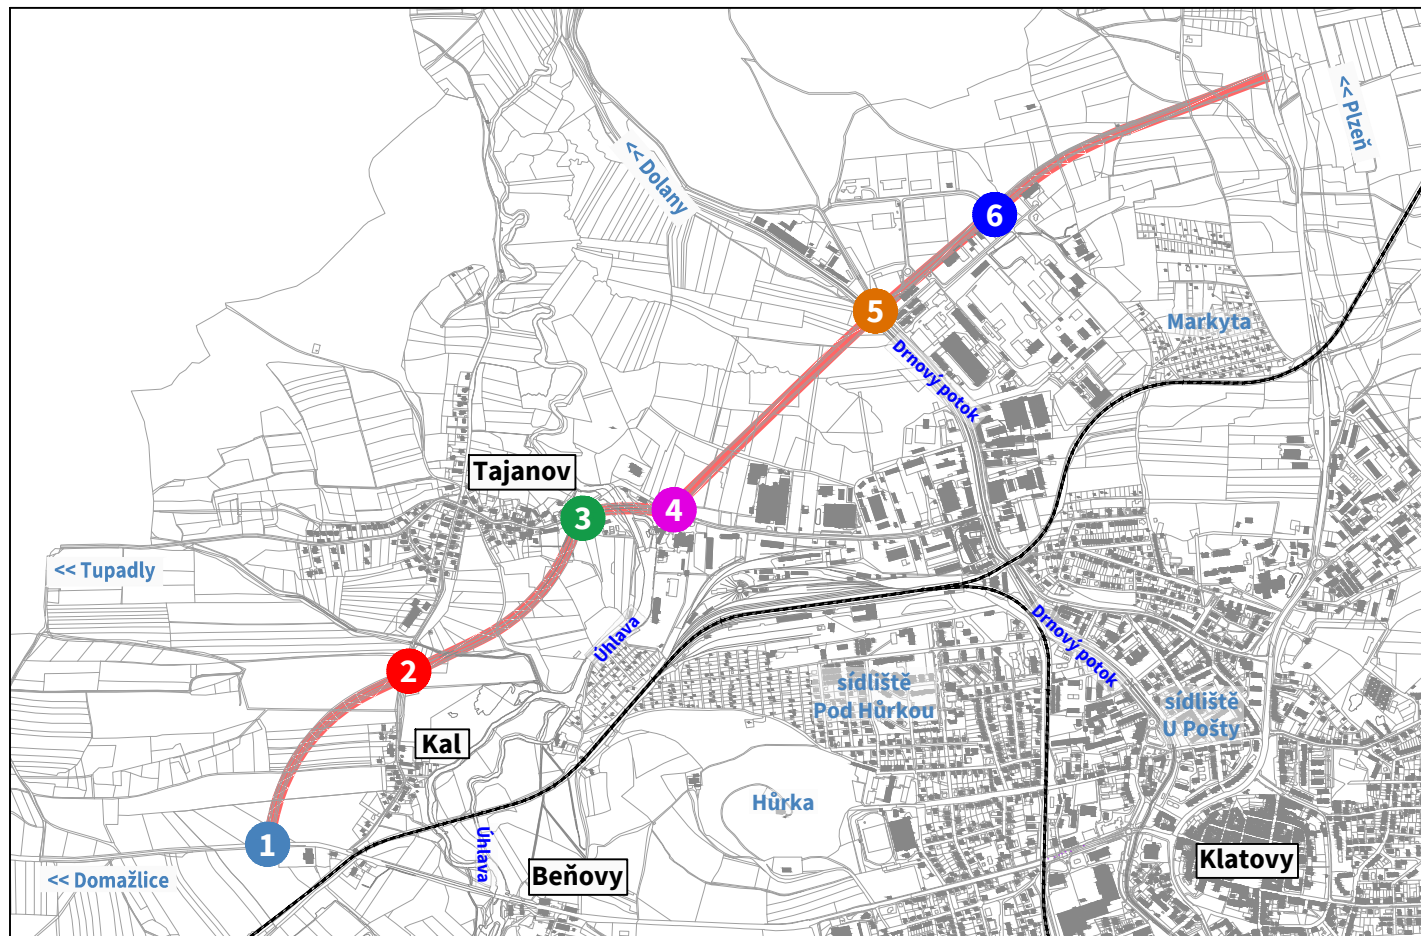 << Plzeň
<< Dolany
6
5
Markyta
Drnový potok
Tajanov
3
4
<< Tupadly
Úhlava
Drnový potok
2
sídliště
Pod Hůrkou
sídliště
U Pošty
Kal
Hůrka
1
Úhlava
Beňovy
Klatovy
<< Domažlice